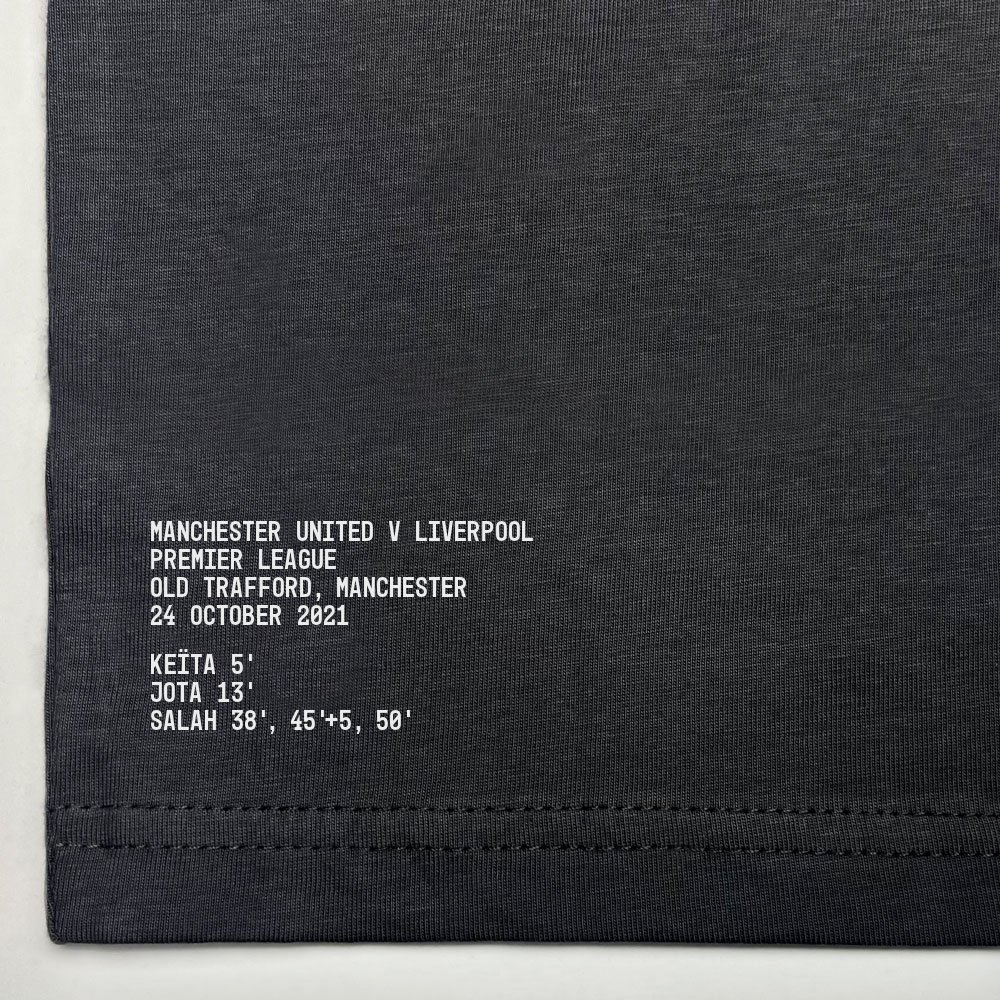 MANCHESTER UNITED V LIVERPOOL
PREMIER LEAGUE
OLD TRAFFORD, MANCHESTER
24 OCTOBER 2021
KEÏTA 5'
JOTA 13'
SALAH 38', 45'+5, 50'